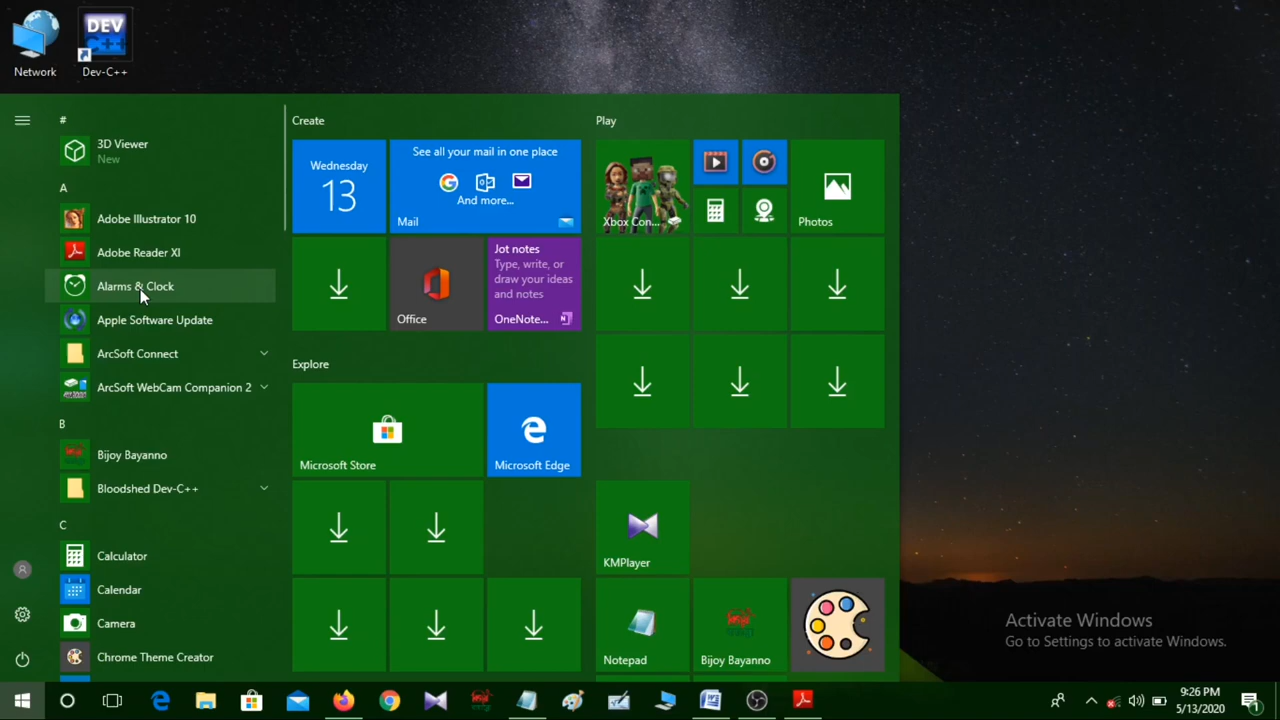 Network
DEV
C++
Dev-C++
#
3D Viewer
New
A
Adobe Illustrator 10
Adobe Reader XI
Alarms & Clock
Apple Software Update
ArcSoft Connect
ArcSoft WebCam Companion 2
B
Bijoy Bayanno
Bloodshed Dev-C++
C
Calculator
Calendar
Camera
Chrome Theme Creator
Create
Wednesday
13
See all your mail in one place
And more...
Mail
Office
Jot notes
Type, write, or
draw your ideas
and notes
OneNote...
Explore
Microsoft Store
Microsoft Edge
Play
Xbox Con...
Photos
KMPlayer
Notepad
Bijoy Bayanno
Activate Windows
Go to Settings to activate Windows.
9:26 PM
5/13/2020
1